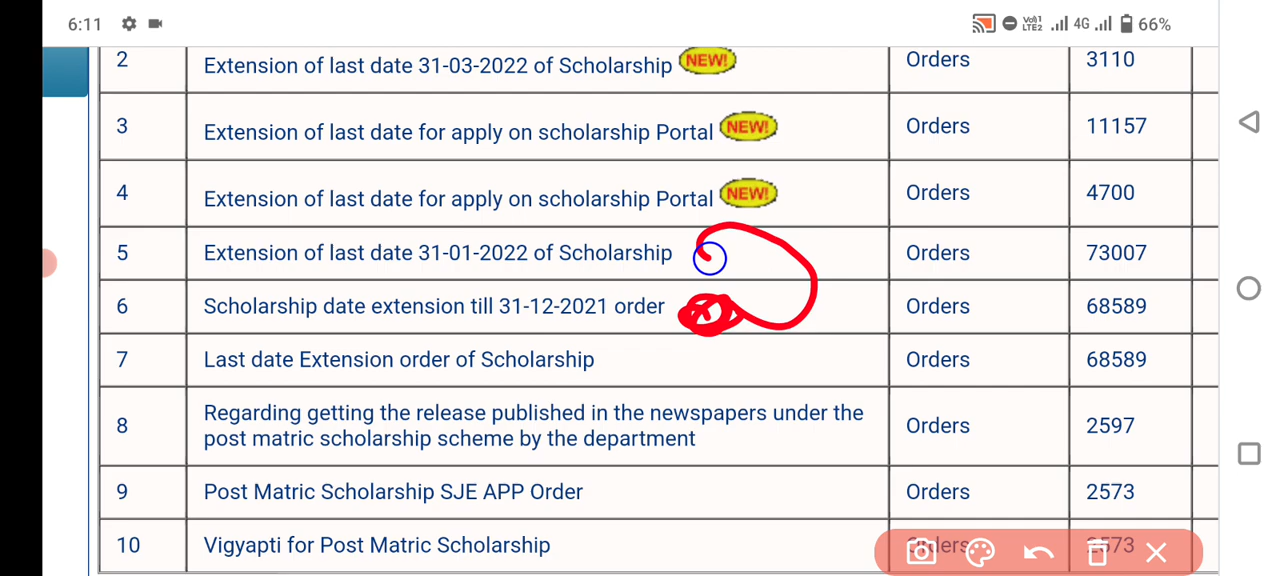 6:11 Vol) 1 LTE2 4G 66%
2 Extension of last date 31-03-2022 of Scholarship NEW! Orders 3110
3 Extension of last date for apply on scholarship Portal NEW! Orders 11157
4 Extension of last date for apply on scholarship Portal NEW! Orders 4700
5 Extension of last date 31-01-2022 of Scholarship Orders 73007
6 Scholarship date extension till 31-12-2021 order Orders 68589
7 Last date Extension order of Scholarship Orders 68589
8 Regarding getting the release published in the newspapers under the
post matric scholarship scheme by the department Orders 2597
9 Post Matric Scholarship SJE APP Order Orders 2573
10 Vigyapti for Post Matric Scholarship Orders 2573